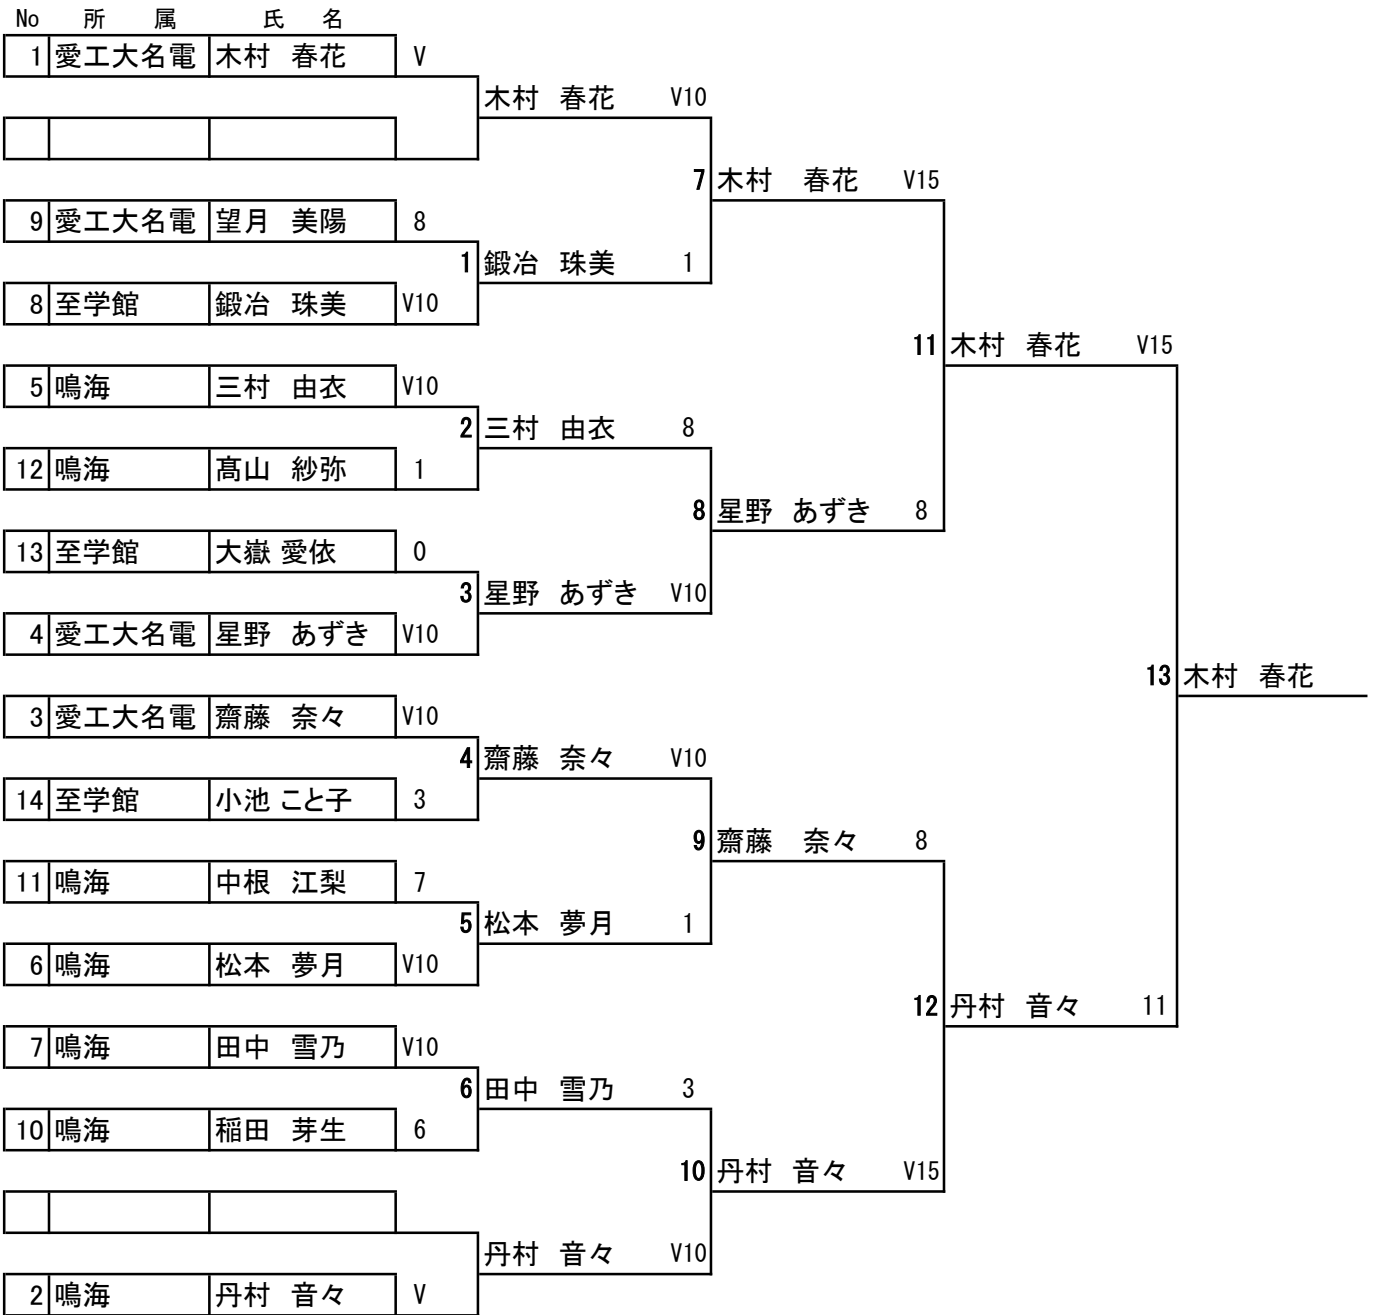 No 所 属 氏 名
1 愛工大名電 木村 春花 V
木村 春花 V10
7 木村 春花 V15
9 愛工大名電 望月 美陽 8
1 鍛冶 珠美 1
8 至学館 鍛冶 珠美 V10
11 木村 春花 V15
5 鳴海 三村 由衣 V10
2 三村 由衣 8
12 鳴海 髙山 紗弥 1
8 星野 あずき 8
13 至学館 大嶽 愛依 0
3 星野 あずき V10
4 愛工大名電 星野 あずき V10
13 木村 春花
3 愛工大名電 齋藤 奈々 V10
4 齋藤 奈々 V10
14 至学館 小池 こと子 3
9 齋藤 奈々 8
11 鳴海 中根 江梨 7
5 松本 夢月 1
6 鳴海 松本 夢月 V10
12 丹村 音々 11
7 鳴海 田中 雪乃 V10
6 田中 雪乃 3
10 鳴海 稲田 芽生 6
10 丹村 音々 V15
丹村 音々 V10
2 鳴海 丹村 音々 V